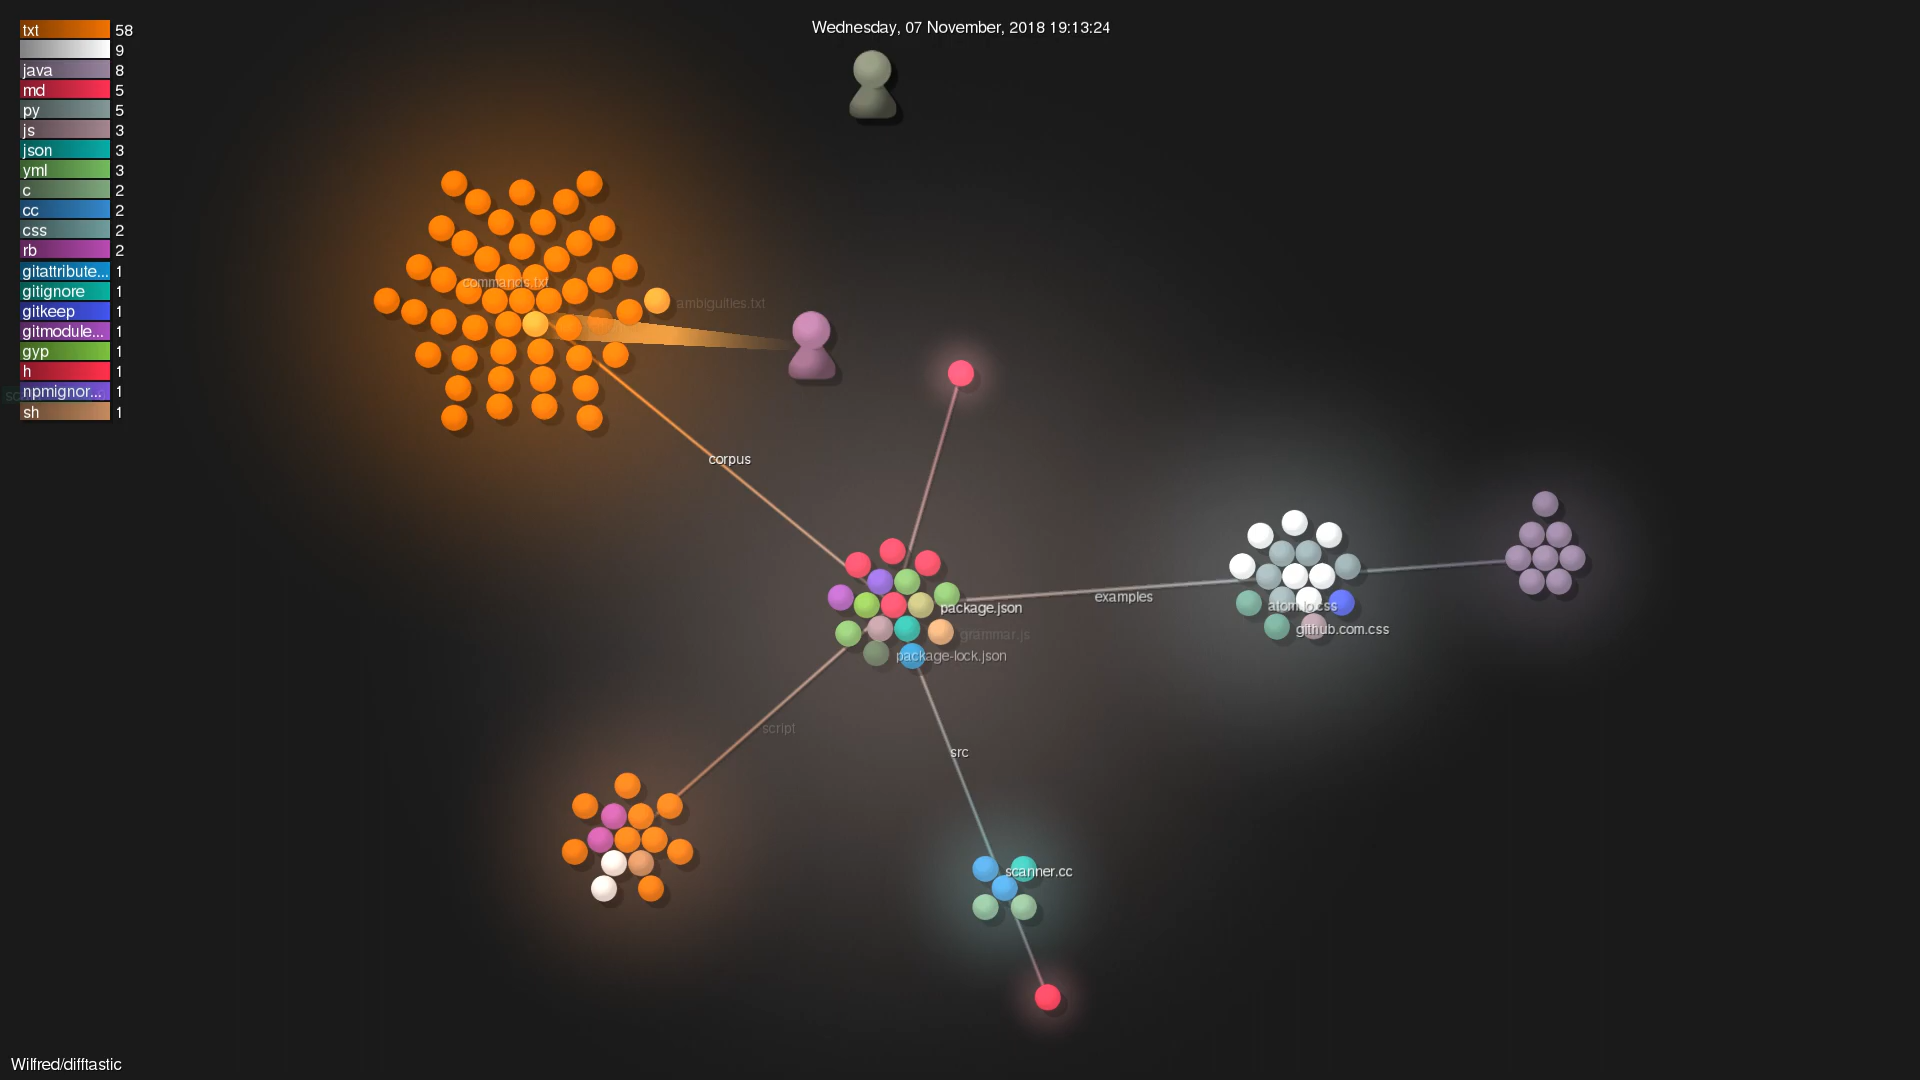 Wednesday, 07 November, 2018 19:13:24
txt 58
9
java 8
md 5
py 5
js 3
json 3
yml 3
c 2
cc 2
css 2
rb 2
gitattribute... 1
gitignore 1
gitkeep 1
gitmodule... 1
gyp 1
h 1
npmignor... 1
sh 1
commands.txt
ambiguities.txt
corpus
examples
package.json
grammar.js
package-lock.json
atom.io.css
github.com.css
script
src
scanner.cc
Wilfred/difftastic